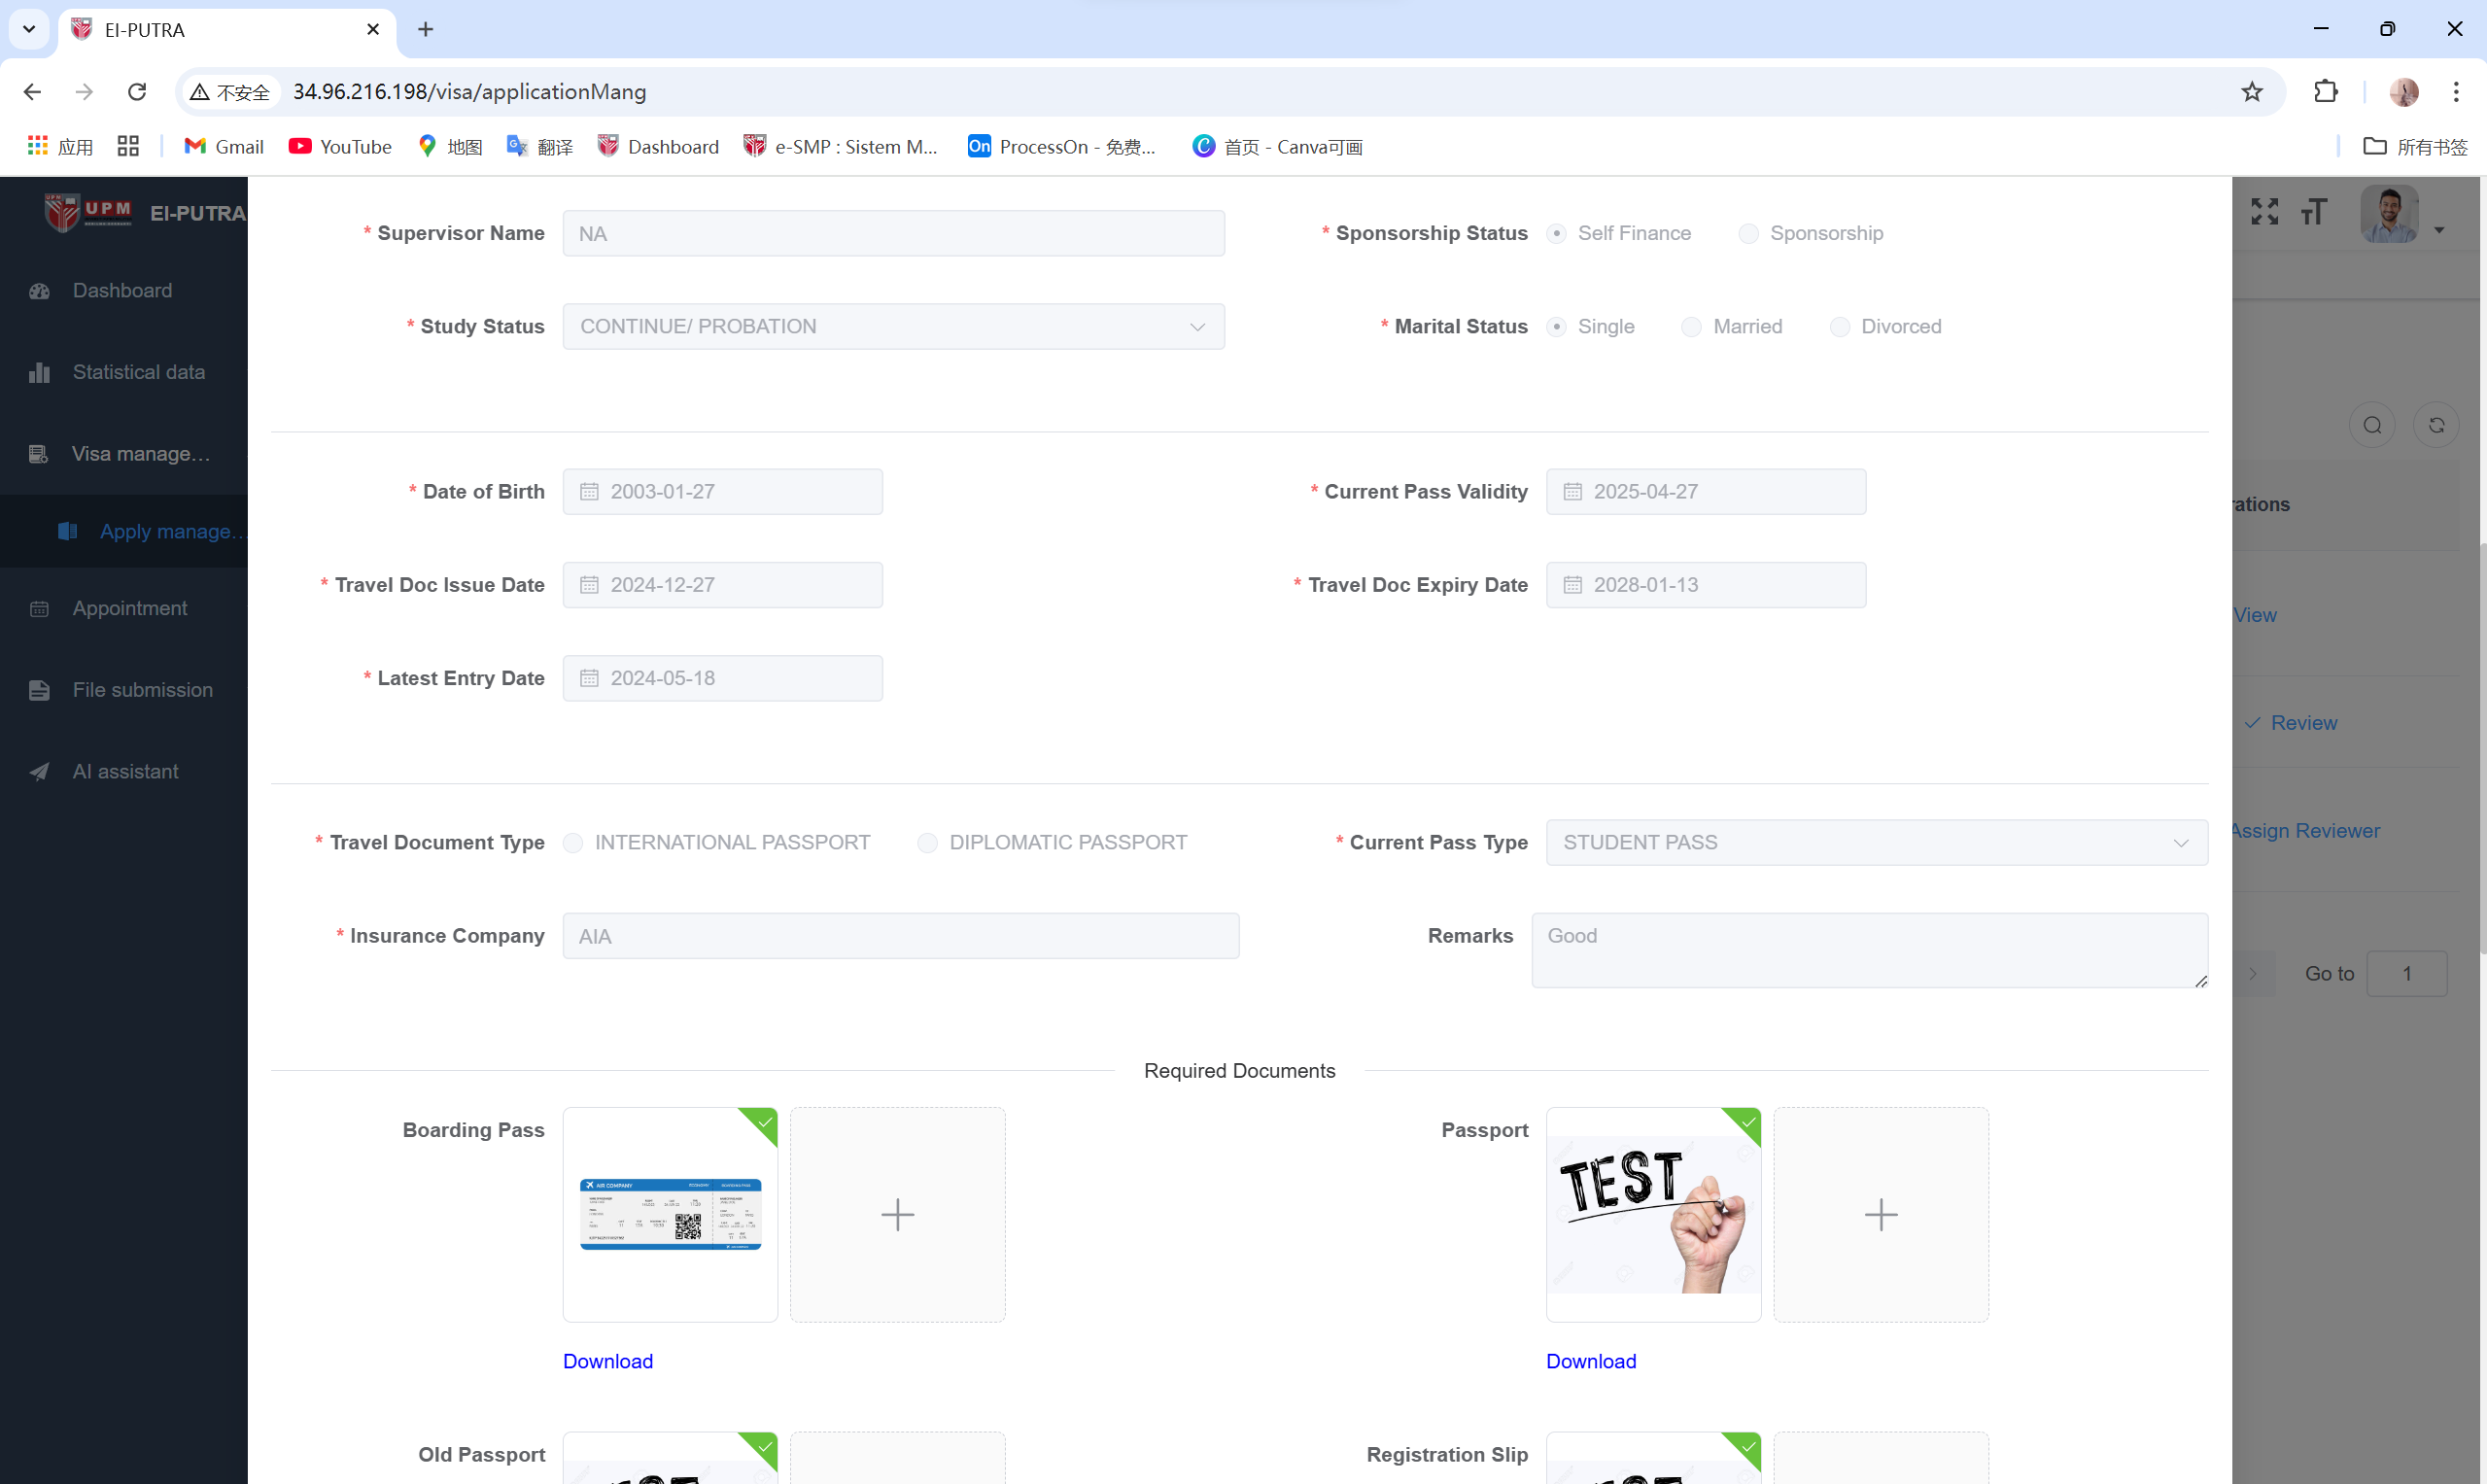 EI-PUTRA
不安全 34.96.216.198/visa/applicationMang
应用 Gmail YouTube 地图 翻译 Dashboard e-SMP : Sistem M... ProcessOn - 免费... 首页 - Canva可画 所有书签
UPM EI-PUTRA
Dashboard
Statistical data
Visa manage...
Apply manage...
Appointment
File submission
AI assistant
* Supervisor Name NA * Sponsorship Status Self Finance Sponsorship
* Study Status CONTINUE/ PROBATION * Marital Status Single Married Divorced
* Date of Birth 2003-01-27 * Current Pass Validity 2025-04-27
* Travel Doc Issue Date 2024-12-27 * Travel Doc Expiry Date 2028-01-13
* Latest Entry Date 2024-05-18
* Travel Document Type INTERNATIONAL PASSPORT DIPLOMATIC PASSPORT * Current Pass Type STUDENT PASS
* Insurance Company AIA Remarks Good
Required Documents
Boarding Pass Passport
AIR COMPANY
TEST
Download Download
Old Passport Registration Slip
rations
View
Review
Assign Reviewer
Go to 1